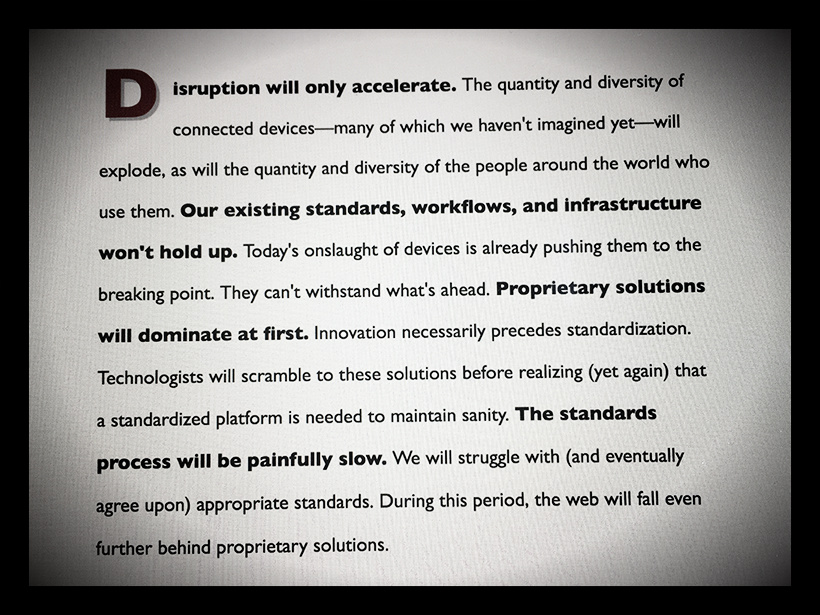 Disruption will only accelerate. The quantity and diversity of
connected devices—many of which we haven't imagined yet—will
explode, as will the quantity and diversity of the people around the world who
use them. Our existing standards, workflows, and infrastructure
won't hold up. Today's onslaught of devices is already pushing them to the
breaking point. They can't withstand what's ahead. Proprietary solutions
will dominate at first. Innovation necessarily precedes standardization.
Technologists will scramble to these solutions before realizing (yet again) that
a standardized platform is needed to maintain sanity. The standards
process will be painfully slow. We will struggle with (and eventually
agree upon) appropriate standards. During this period, the web will fall even
further behind proprietary solutions.